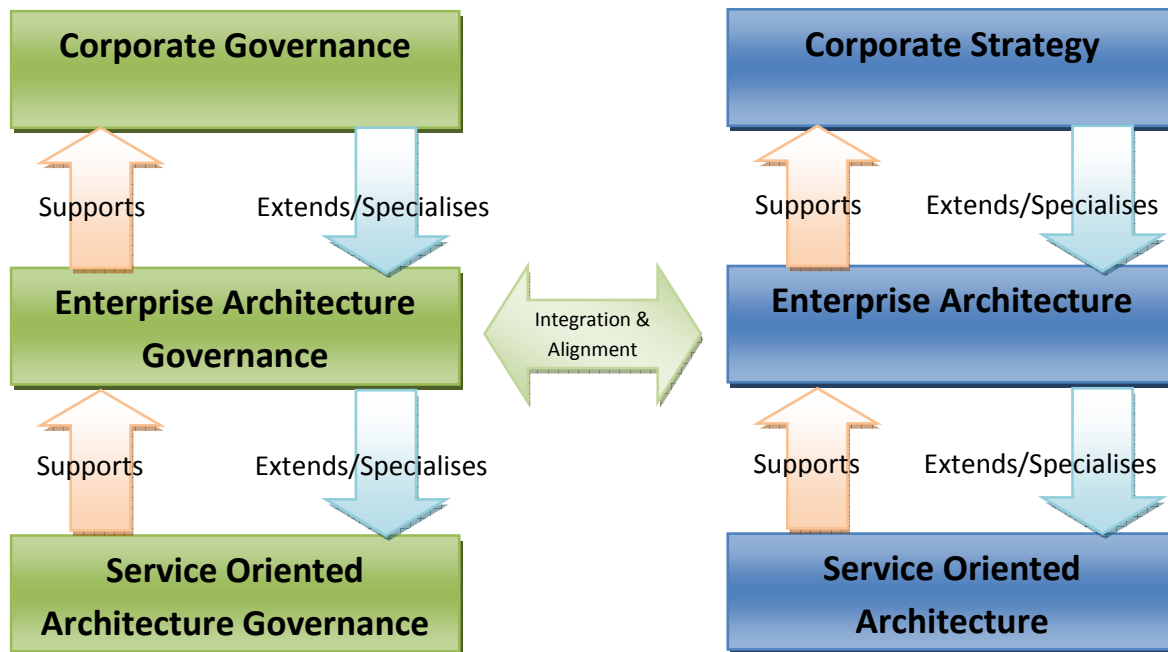 Corporate Governance
Corporate Strategy
Supports
Extends/Specialises
Supports
Extends/Specialises
Enterprise Architecture
Governance
Integration &
Alignment
Enterprise Architecture
Supports
Extends/Specialises
Supports
Extends/Specialises
Service Oriented
Architecture Governance
Service Oriented
Architecture